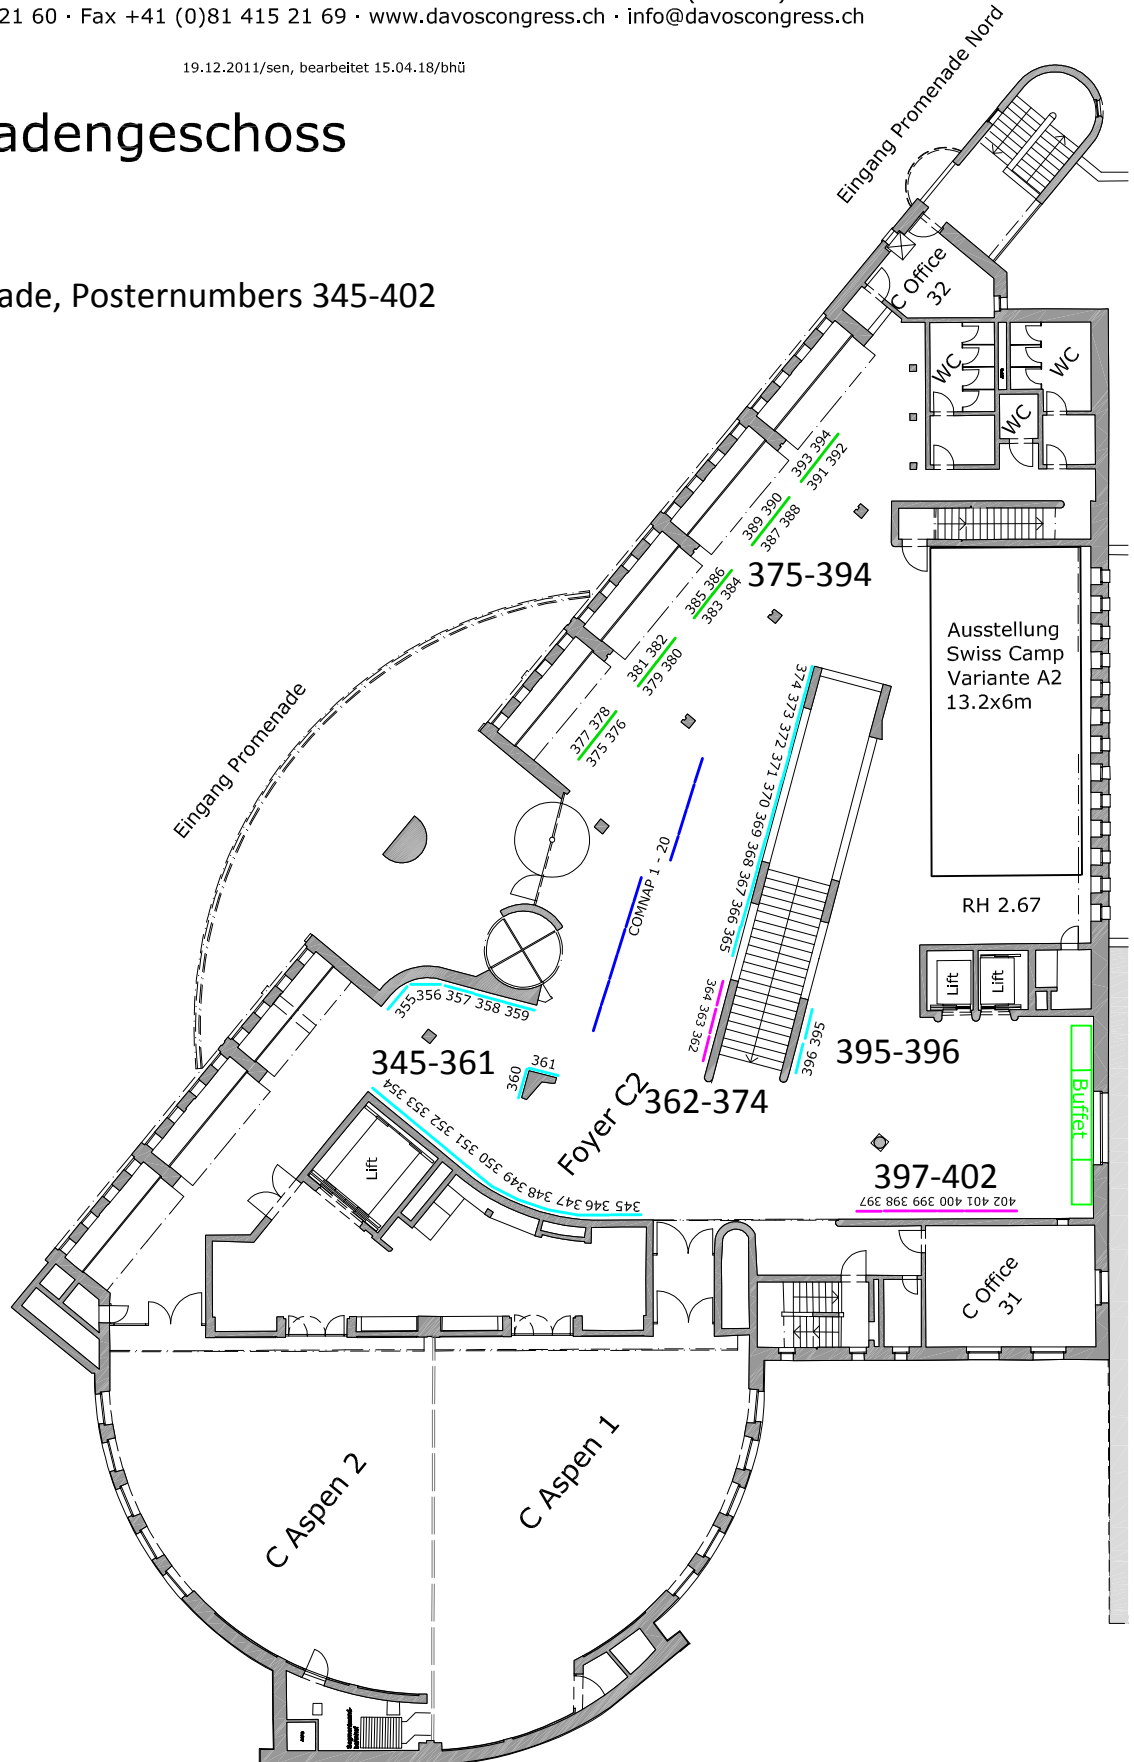 21 60 · Fax +41 (0)81 415 21 69 · www.davoscongress.ch · info@davoscongress.ch
19.12.2011/sen, bearbeitet 15.04.18/bhü
adengeschoss
ade, Posternumbers 345-402
Eingang Promenade Nord
C Office
32
WC
WC
WC
393 394
391 392
389 390
387 388
375-394
385 386
383 384
381 382
379 380
377 378
375 376
Ausstellung
Swiss Camp
Variante A2
13.2x6m
Eingang Promenade
374 373 372 371 370 369 368 367 366 365
COMNAP 1 - 20
RH 2.67
Lift
Lift
355 356 357 358 359
364 363 362
396 395
345-361
360
361
395-396
362-374
Foyer C2
Buffet
354 353 352 351 350 349 348 347 346 345
Lift
397-402
402 401 400 399 398 397
C Office
31
C Aspen 2
C Aspen 1